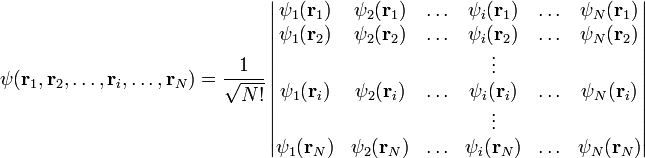 ψ(r₁, r₂, . . . , rᵢ, . . . , r_N) = 1/√N! | ψ₁(r₁) ψ₂(r₁) . . . ψᵢ(r₁) . . . ψ_N(r₁) |
| ψ₁(r₂) ψ₂(r₂) . . . ψᵢ(r₂) . . . ψ_N(r₂) |
| ⋮ |
| ψ₁(rᵢ) ψ₂(rᵢ) . . . ψᵢ(rᵢ) . . . ψ_N(rᵢ) |
| ⋮ |
| ψ₁(r_N) ψ₂(r_N) . . . ψᵢ(r_N) . . . ψ_N(r_N) |